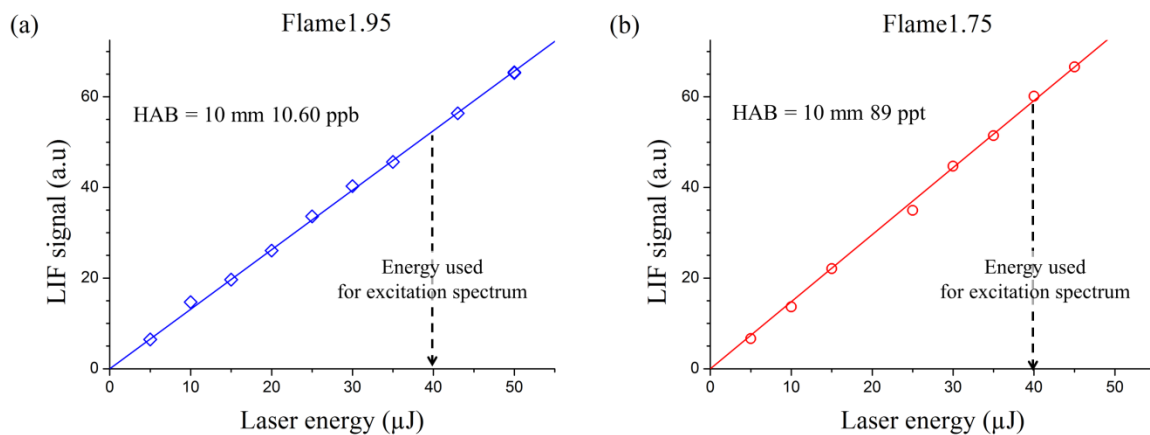 (a)
Flame1.95
LIF signal (a.u)
60
40
20
0
HAB = 10 mm 10.60 ppb
Energy used
for excitation spectrum
0 10 20 30 40 50
Laser energy (µJ)
(b)
Flame1.75
LIF signal (a.u)
60
40
20
0
HAB = 10 mm 89 ppt
Energy used
for excitation spectrum
0 10 20 30 40 50
Laser energy (µJ)